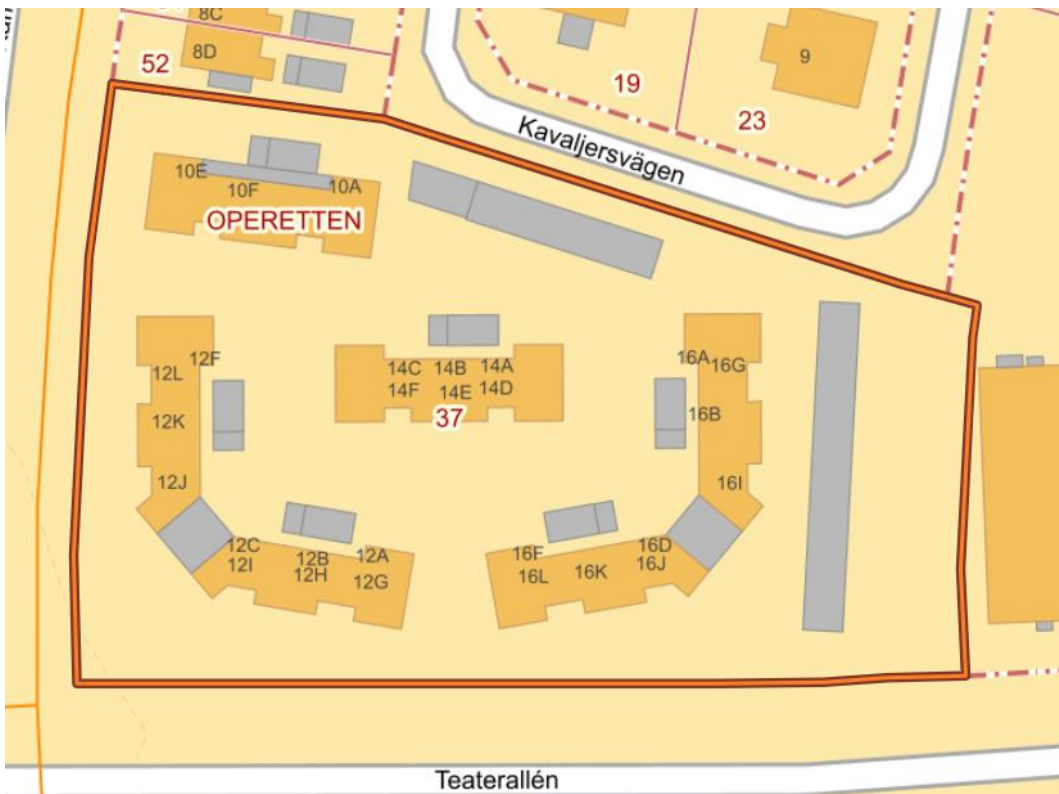 8C
8D
52
19
9
23
Kavaljersvägen
10E
10F
10A
OPERETTEN
12F
12L
12K
12J
14C
14B
14A
14F
14E
14D
37
16A
16G
16B
16I
12C
12I
12B
12H
12A
12G
16F
16L
16K
16D
16J
Teaterallén